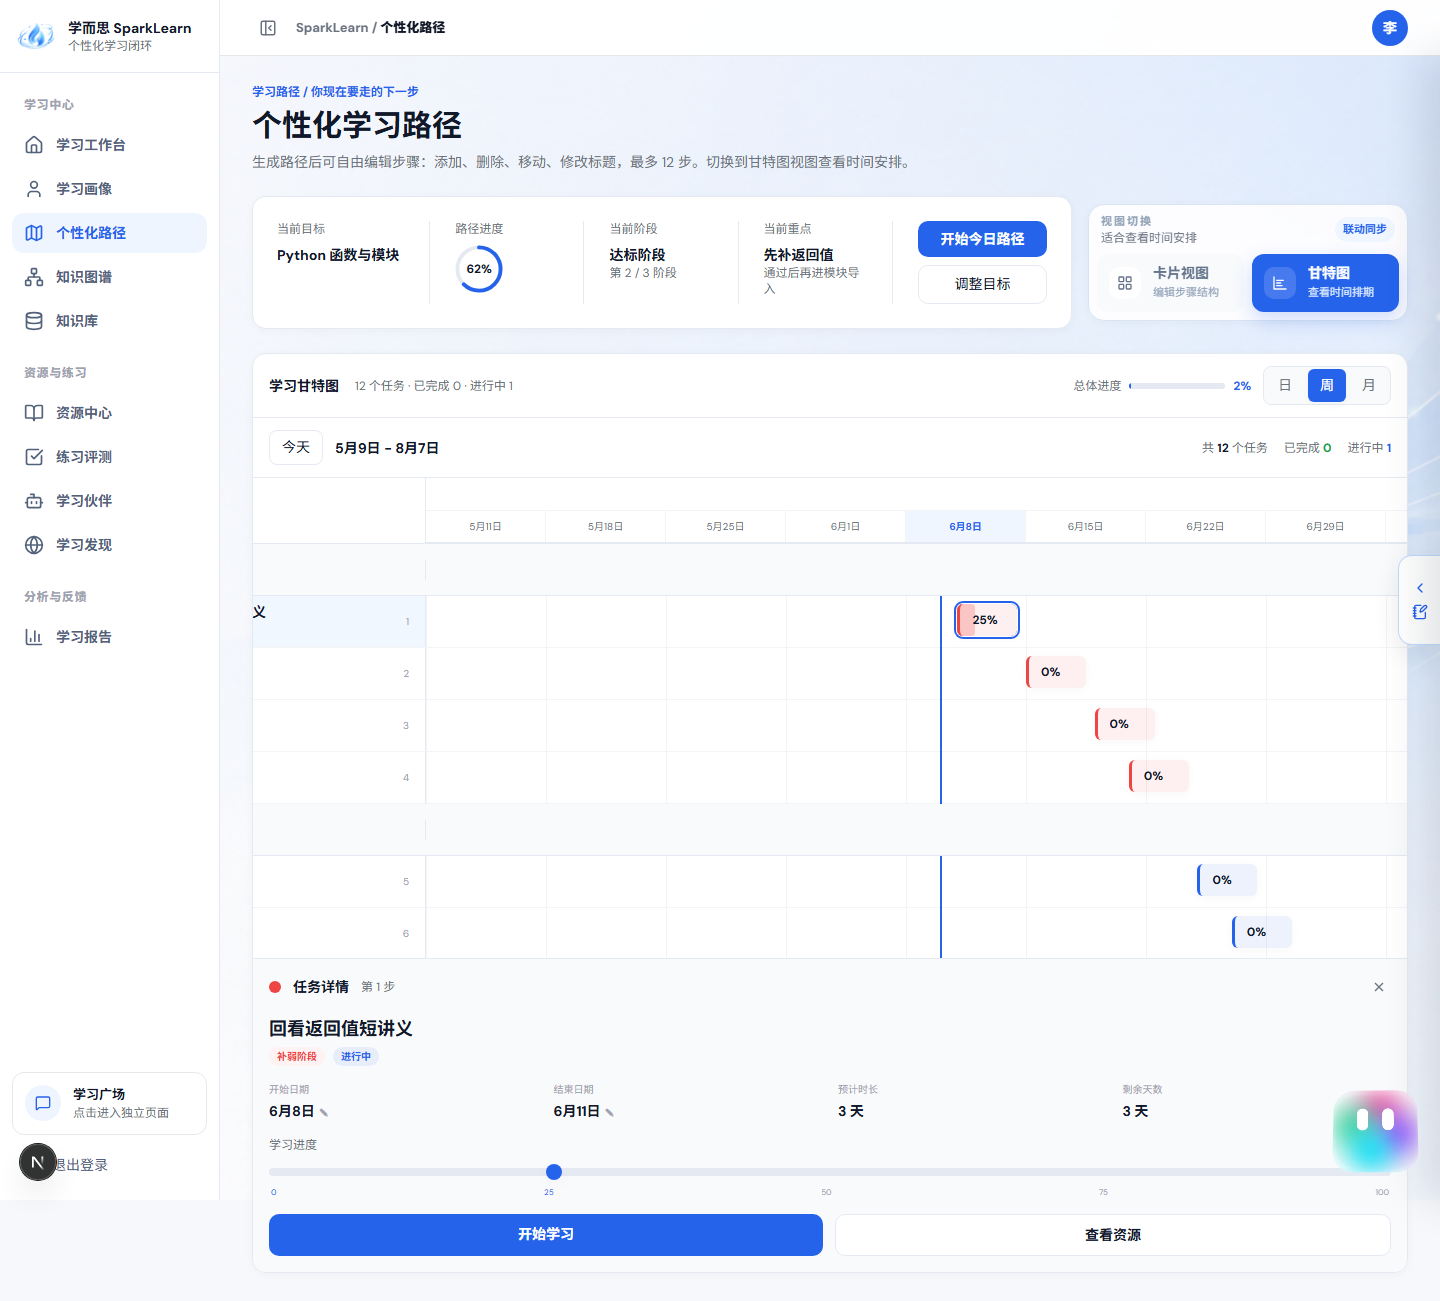 学而思 SparkLearn
个性化学习闭环
学习中心
学习工作台
学习画像
个性化路径
知识图谱
知识库
资源与练习
资源中心
练习评测
学习伙伴
学习发现
分析与反馈
学习报告
学习广场
点击进入独立页面
N
退出登录
SparkLearn / 个性化路径
李
学习路径 / 你现在要走的下一步
个性化学习路径
生成路径后可自由编辑步骤：添加、删除、移动、修改标题，最多 12 步。切换到甘特图视图查看时间安排。
当前目标
Python 函数与模块
路径进度
62%
当前阶段
达标阶段
第 2 / 3 阶段
当前重点
先补返回值
通过后再进模块导
入
开始今日路径
调整目标
视图切换
适合查看时间安排
联动同步
卡片视图
编辑步骤结构
甘特图
查看时间排期
学习甘特图 12 个任务 · 已完成 0 · 进行中 1
总体进度 2%
日 周 月
今天 5月9日 - 8月7日
共 12 个任务 已完成 0 进行中 1
5月11日 5月18日 5月25日 6月1日 6月8日 6月15日 6月22日 6月29日
义 1 25%
2 0%
3 0%
4 0%
5 0%
6 0%
任务详情 第 1 步
回看返回值短讲义
补弱阶段 进行中
开始日期 结束日期 预计时长 剩余天数
6月8日 6月11日 3 天 3 天
学习进度
0 25 50 75 100
开始学习 查看资源